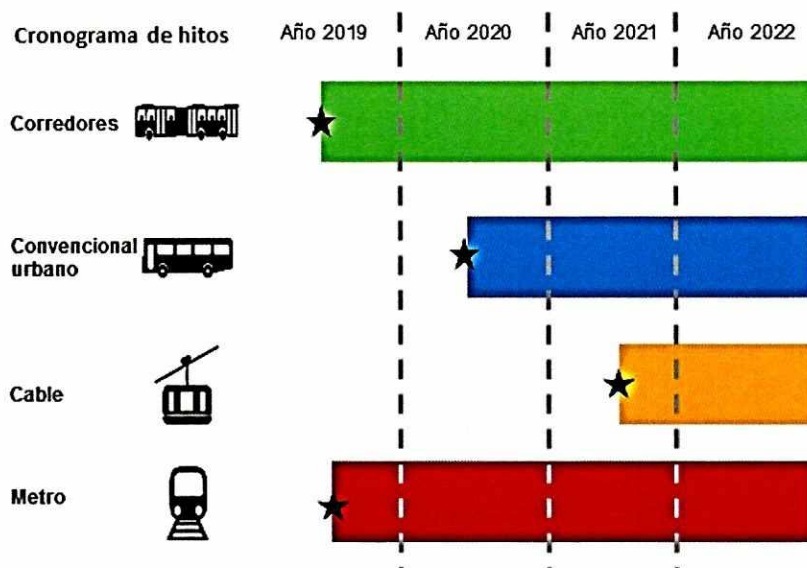 Cronograma de hitos
Año 2019
Año 2020
Año 2021
Año 2022
Corredores
Convencional
urbano
Cable
Metro